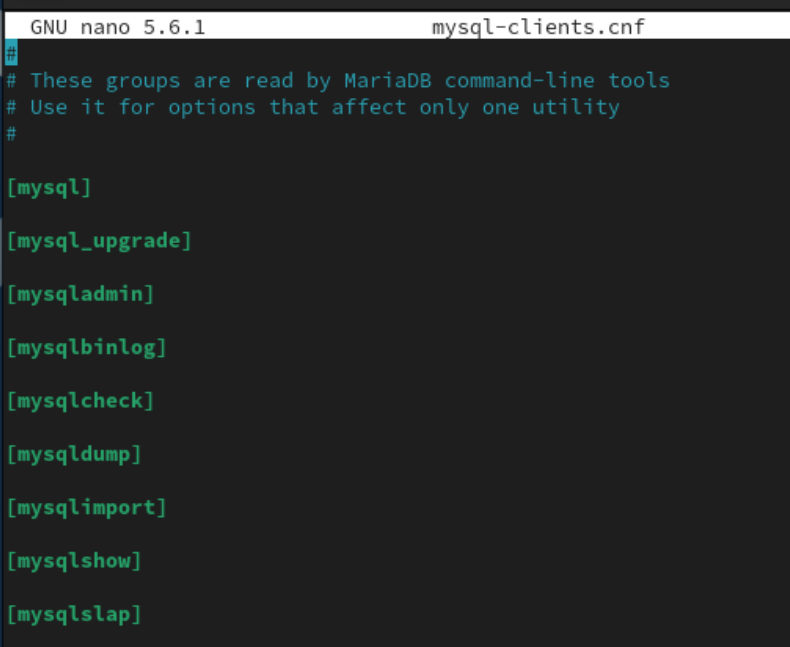 GNU nano 5.6.1 mysql-clients.cnf
#
# These groups are read by MariaDB command-line tools
# Use it for options that affect only one utility
#
[mysql]
[mysql_upgrade]
[mysqladmin]
[mysqlbinlog]
[mysqlcheck]
[mysqldump]
[mysqlimport]
[mysqlshow]
[mysqlslap]